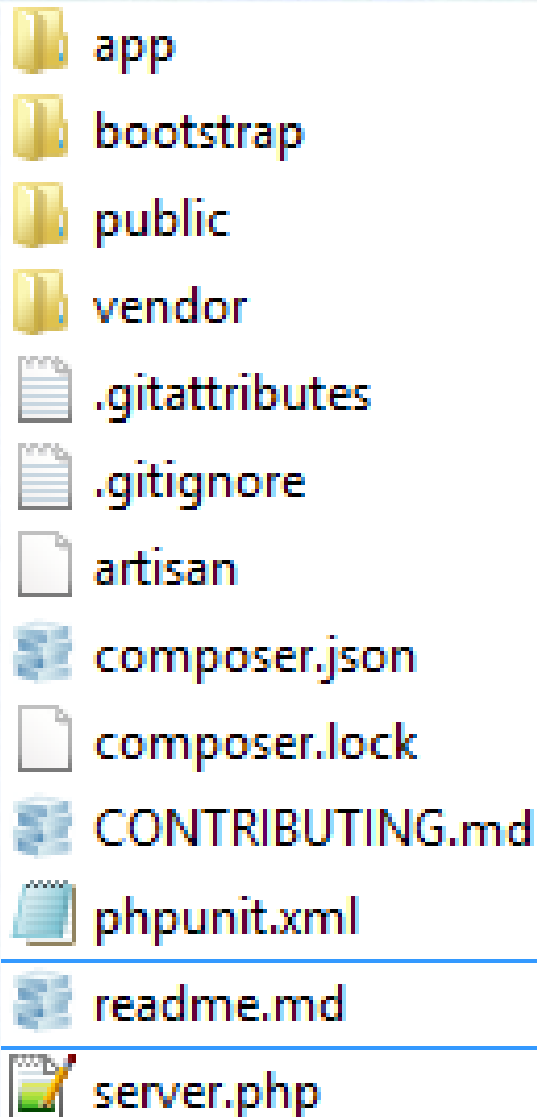 app
bootstrap
public
vendor
.gitattributes
.gitignore
artisan
composer.json
composer.lock
CONTRIBUTING.md
phpunit.xml
readme.md
server.php